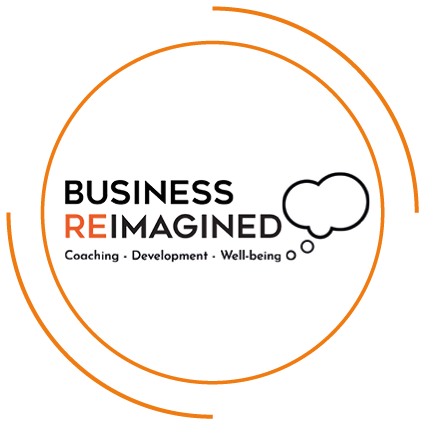 BUSINESS
REIMAGINED
Coaching - Development - Well-being